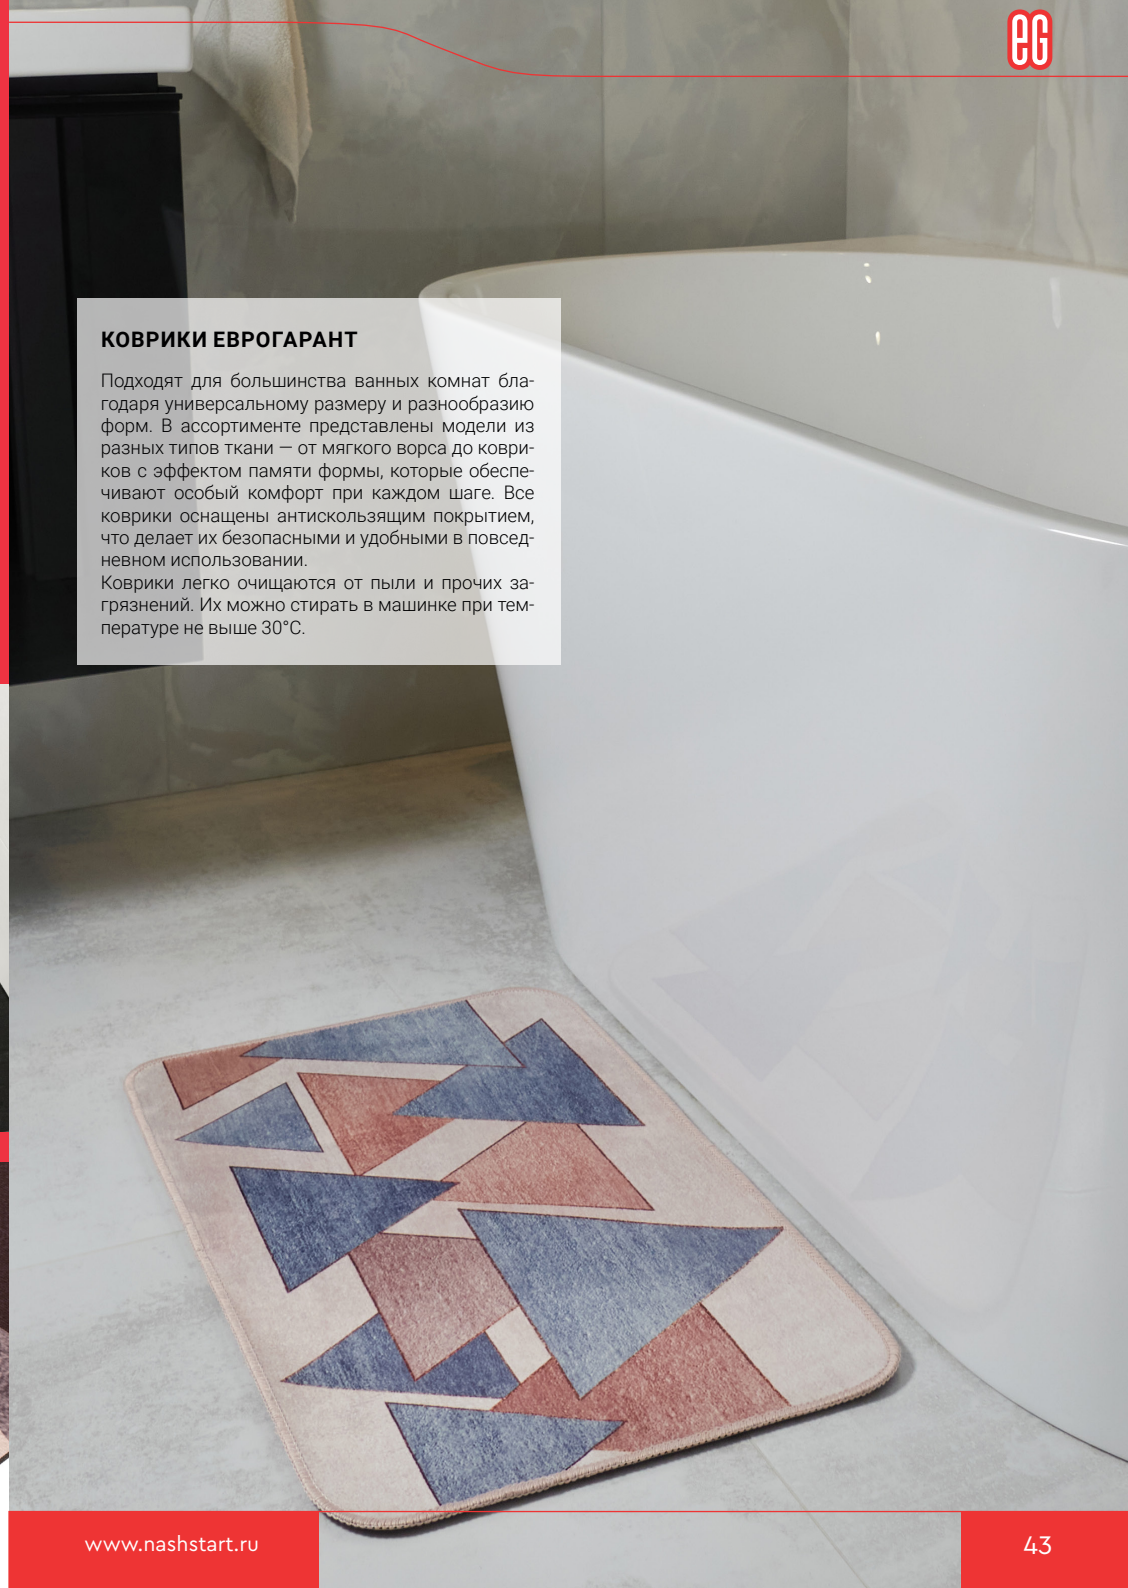 eG
КОВРИКИ ЕВРОГАРАНТ
Подходят для большинства ванных комнат бла-
годаря универсальному размеру и разнообразию
форм. В ассортименте представлены модели из
разных типов ткани — от мягкого ворса до коври-
ков с эффектом памяти формы, которые обеспе-
чивают особый комфорт при каждом шаге. Все
коврики оснащены антискользящим покрытием,
что делает их безопасными и удобными в повсед-
невном использовании.
Коврики легко очищаются от пыли и прочих за-
грязнений. Их можно стирать в машинке при тем-
пературе не выше 30°C.
www.nashstart.ru
43